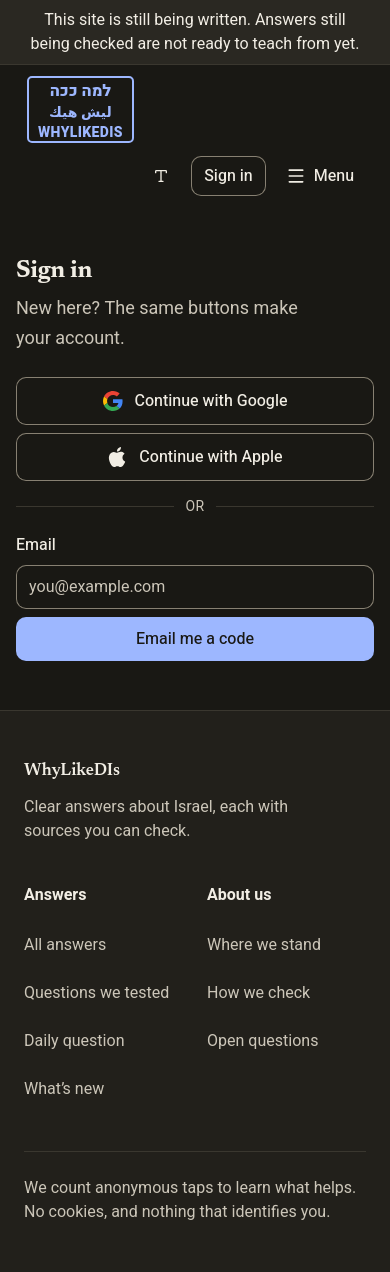 This site is still being written. Answers still
being checked are not ready to teach from yet.
למה ככה
ليش هيك
WHYLIKEDIS
T
Sign in
Menu
Sign in
New here? The same buttons make
your account.
Continue with Google
Continue with Apple
OR
Email
you@example.com
Email me a code
WhyLikeDIs
Clear answers about Israel, each with
sources you can check.
Answers
About us
All answers
Where we stand
Questions we tested
How we check
Daily question
Open questions
What’s new
We count anonymous taps to learn what helps.
No cookies, and nothing that identifies you.